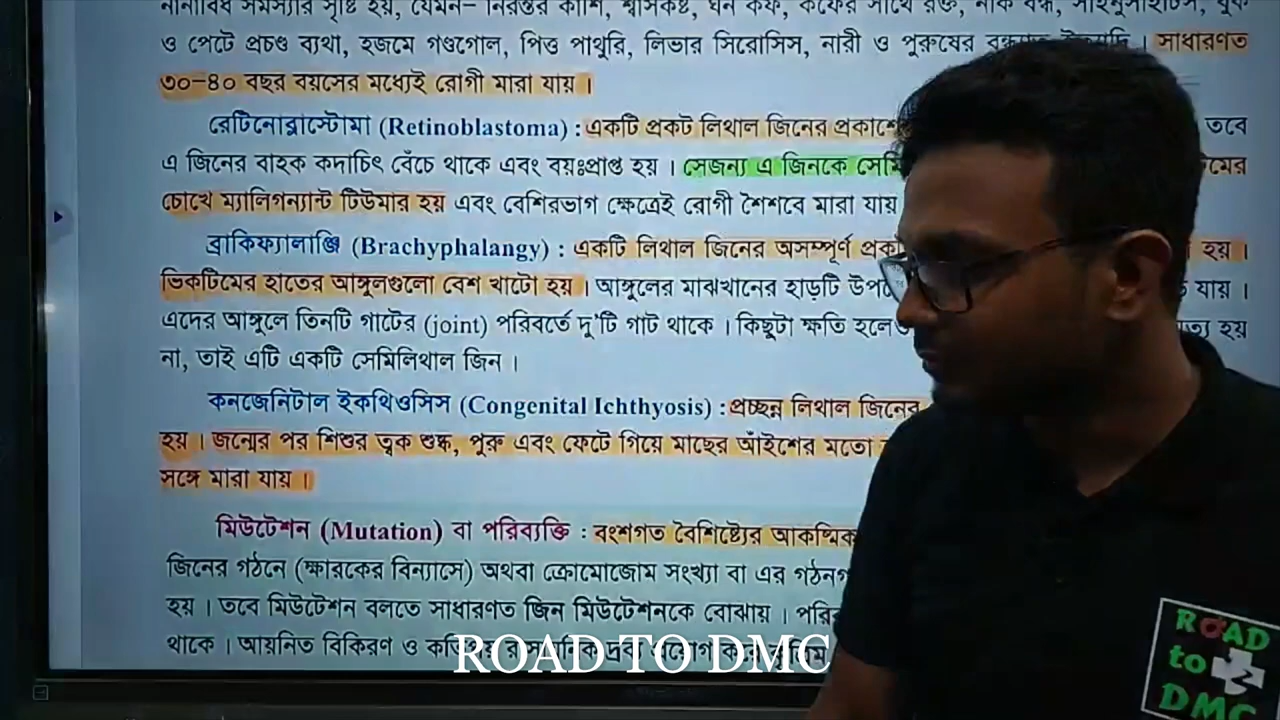 নানাবিধ সমস্যার সৃষ্টি হয়, যেমন– নিরন্তর কাশি, শ্বাসকষ্ট, ঘন কফ, কফের সাথে রক্ত, নাক বন্ধ, সাইনুসাইটিস, বুক
ও পেটে প্রচণ্ড ব্যথা, হজমে গণ্ডগোল, পিত্ত পাথুরি, লিভার সিরোসিস, নারী ও পুরুষের বন্ধ্যাত্ব ইত্যাদি। সাধারণত
৩০–৪০ বছর বয়সের মধ্যেই রোগী মারা যায়।
রেটিনোব্লাস্টোমা (Retinoblastoma) : একটি প্রকট লিথাল জিনের প্রকাশে তবে
এ জিনের বাহক কদাচিৎ বেঁচে থাকে এবং বয়ঃপ্রাপ্ত হয়। সেজন্য এ জিনকে সেমি
চোখে ম্যালিগন্যান্ট টিউমার হয় এবং বেশিরভাগ ক্ষেত্রেই রোগী শৈশবে মারা যায়
ব্রাকিফ্যালাঞ্জি (Brachyphalangy) : একটি লিথাল জিনের অসম্পূর্ণ হয়।
ভিকটিমের হাতের আঙ্গুলগুলো বেশ খাটো হয়। আঙ্গুলের মাঝখানের হাড়টি যায়।
এদের আঙ্গুলে তিনটি গাটের (joint) পরিবর্তে দু'টি গাট থাকে। কিছুটা ক্ষতি হলেও হয়
না, তাই এটি একটি সেমিলিথাল জিন।
কনজেনিটাল ইকথিওসিস (Congenital Ichthyosis) : প্রচ্ছন্ন লিথাল জিনের
হয়। জন্মের পর শিশুর ত্বক শুষ্ক, পুরু এবং ফেটে গিয়ে মাছের আঁইশের মতো
সঙ্গে মারা যায়।
মিউটেশন (Mutation) বা পরিব্যক্তি : বংশগত বৈশিষ্ট্যের আকস্মিক
জিনের গঠনে (ক্ষারকের বিন্যাসে) অথবা ক্রোমোজোম সংখ্যা বা এর
হয়। তবে মিউটেশন বলতে সাধারণত জিন মিউটেশনকে বোঝায়।
থাকে। আয়নিত বিকিরণ ও
ROAD TO DMC
ROAD
to
DMC